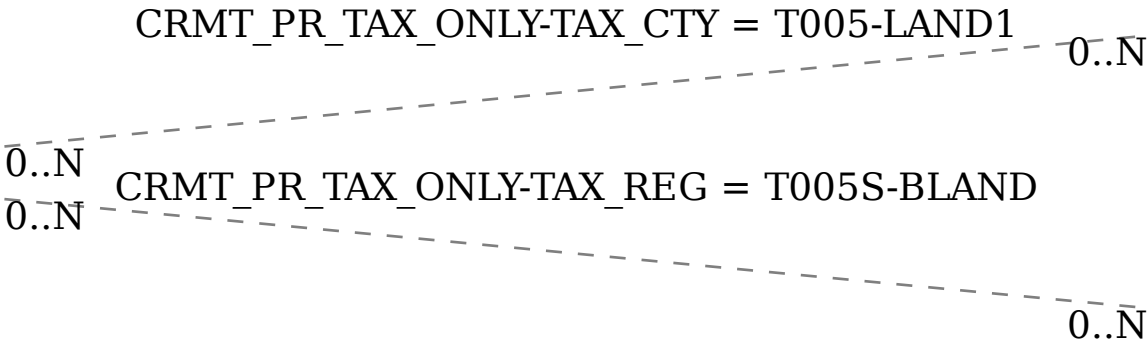 CRMT_PR_TAX_ONLY-TAX_CTY = T005-LAND1
0..N
0..N
CRMT_PR_TAX_ONLY-TAX_REG = T005S-BLAND
0..N
0..N